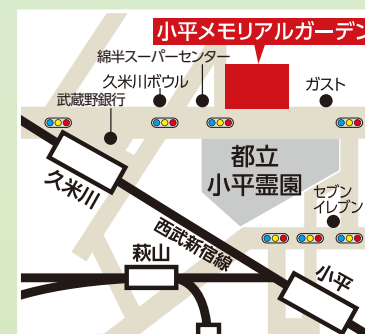 小平メモリアルガーデン
綿半スーパーセンター
久米川ボウル
ガスト
武蔵野銀行
都立
小平霊園
セブン
イレブン
久米川
西武新宿線
萩山
小平